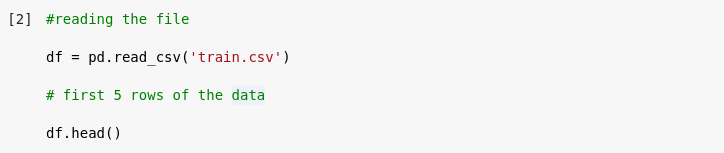 [2] #reading the file
df = pd.read_csv('train.csv')
# first 5 rows of the data
df.head()